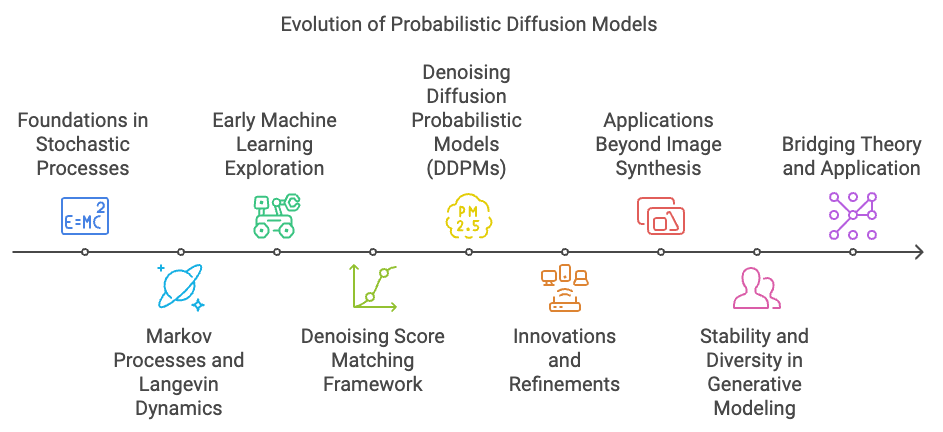 Evolution of Probabilistic Diffusion Models
Foundations in
Stochastic
Processes
Early Machine
Learning
Exploration
Denoising
Diffusion
Probabilistic
Models
(DDPMs)
Applications
Beyond Image
Synthesis
Bridging Theory
and Application
E=MC2
PM
2.5
Markov
Processes and
Langevin
Dynamics
Denoising Score
Matching
Framework
Innovations
and
Refinements
Stability and
Diversity in
Generative
Modeling